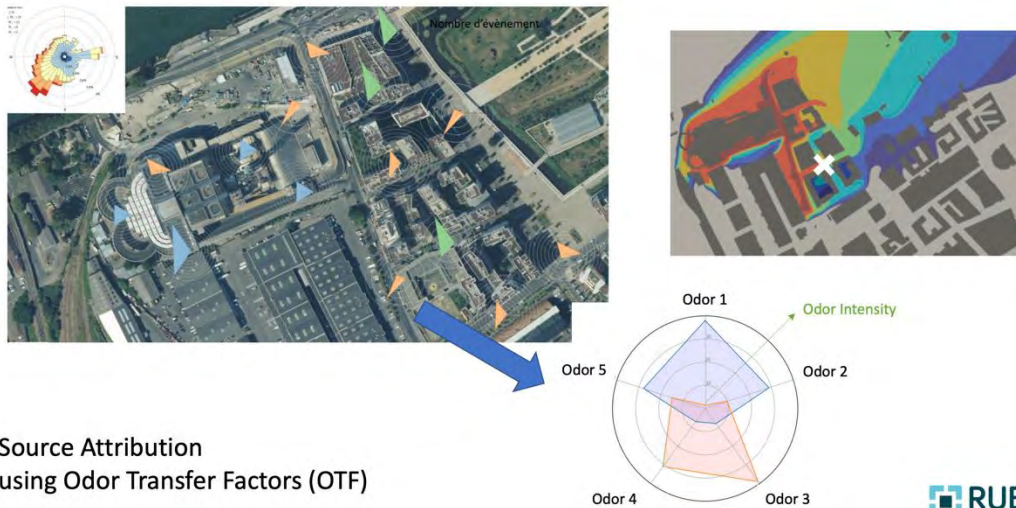 Nombre d'évènement
Odor 1
Odor Intensity
Odor 5
Odor 2
Odor 4
Odor 3
Source Attribution
using Odor Transfer Factors (OTF)